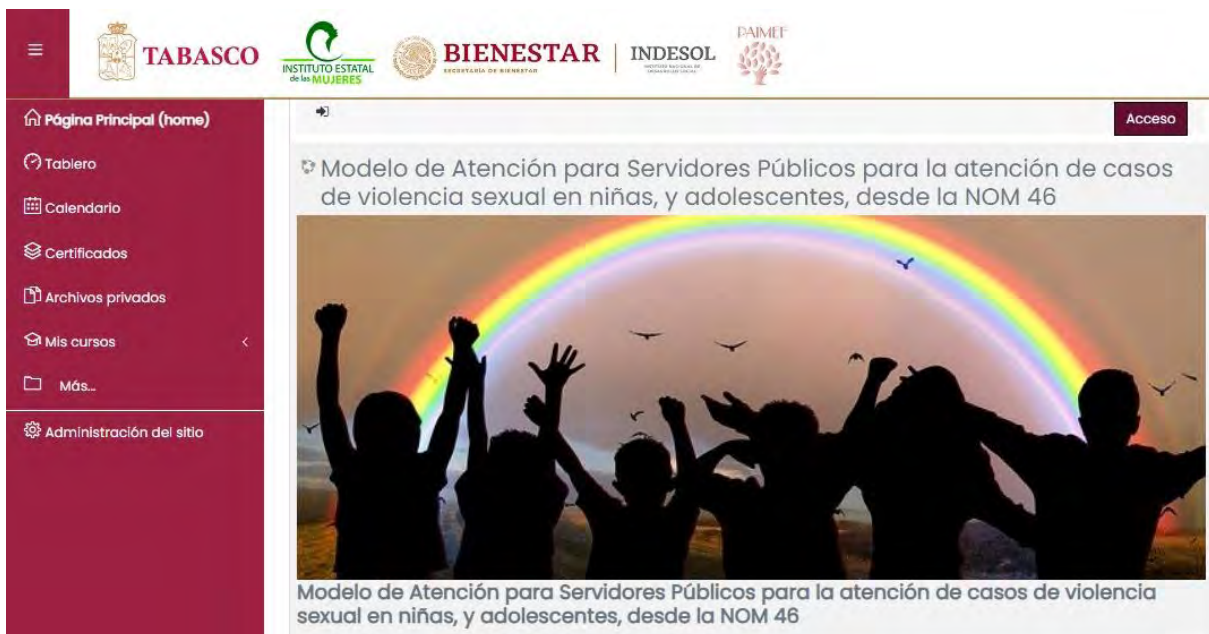 TABASCO
INSTITUTO ESTATAL
de las MUJERES
BIENESTAR
SECRETARÍA DE BIENESTAR
INDESOL
PAIMEF
Página Principal (home)
Tablero
Calendario
Certificados
Archivos privados
Mis cursos
Más...
Administración del sitio
Acceso
Modelo de Atención para Servidores Públicos para la atención de casos
de violencia sexual en niñas, y adolescentes, desde la NOM 46
Modelo de Atención para Servidores Públicos para la atención de casos de violencia
sexual en niñas, y adolescentes, desde la NOM 46